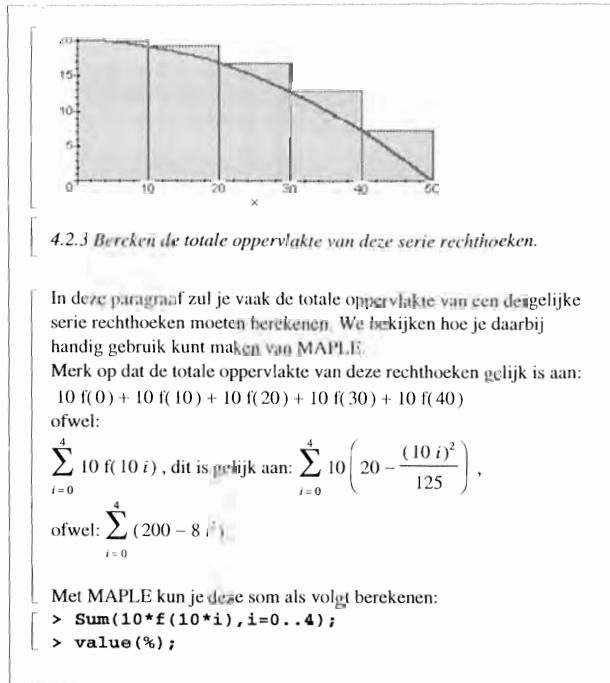 20
15
10
5
0 10 20 30 40 50
x
4.2.3 Bereken de totale oppervlakte van deze serie rechthoeken.
In deze paragraaf zul je vaak de totale oppervlakte van een dergelijke
serie rechthoeken moeten berekenen. We bekijken hoe je daarbij
handig gebruik kunt maken van MAPLE.
Merk op dat de totale oppervlakte van deze rechthoeken gelijk is aan:
10 f(0) + 10 f(10) + 10 f(20) + 10 f(30) + 10 f(40)
ofwel:
∑_{i=0}^{4} 10 f(10 i) , dit is gelijk aan: ∑_{i=0}^{4} 10 (20 − (10 i)²/125) ,
ofwel: ∑_{i=0}^{4} (200 − 8 i²)
Met MAPLE kun je deze som als volgt berekenen:
> Sum(10*f(10*i),i=0..4);
> value(%);